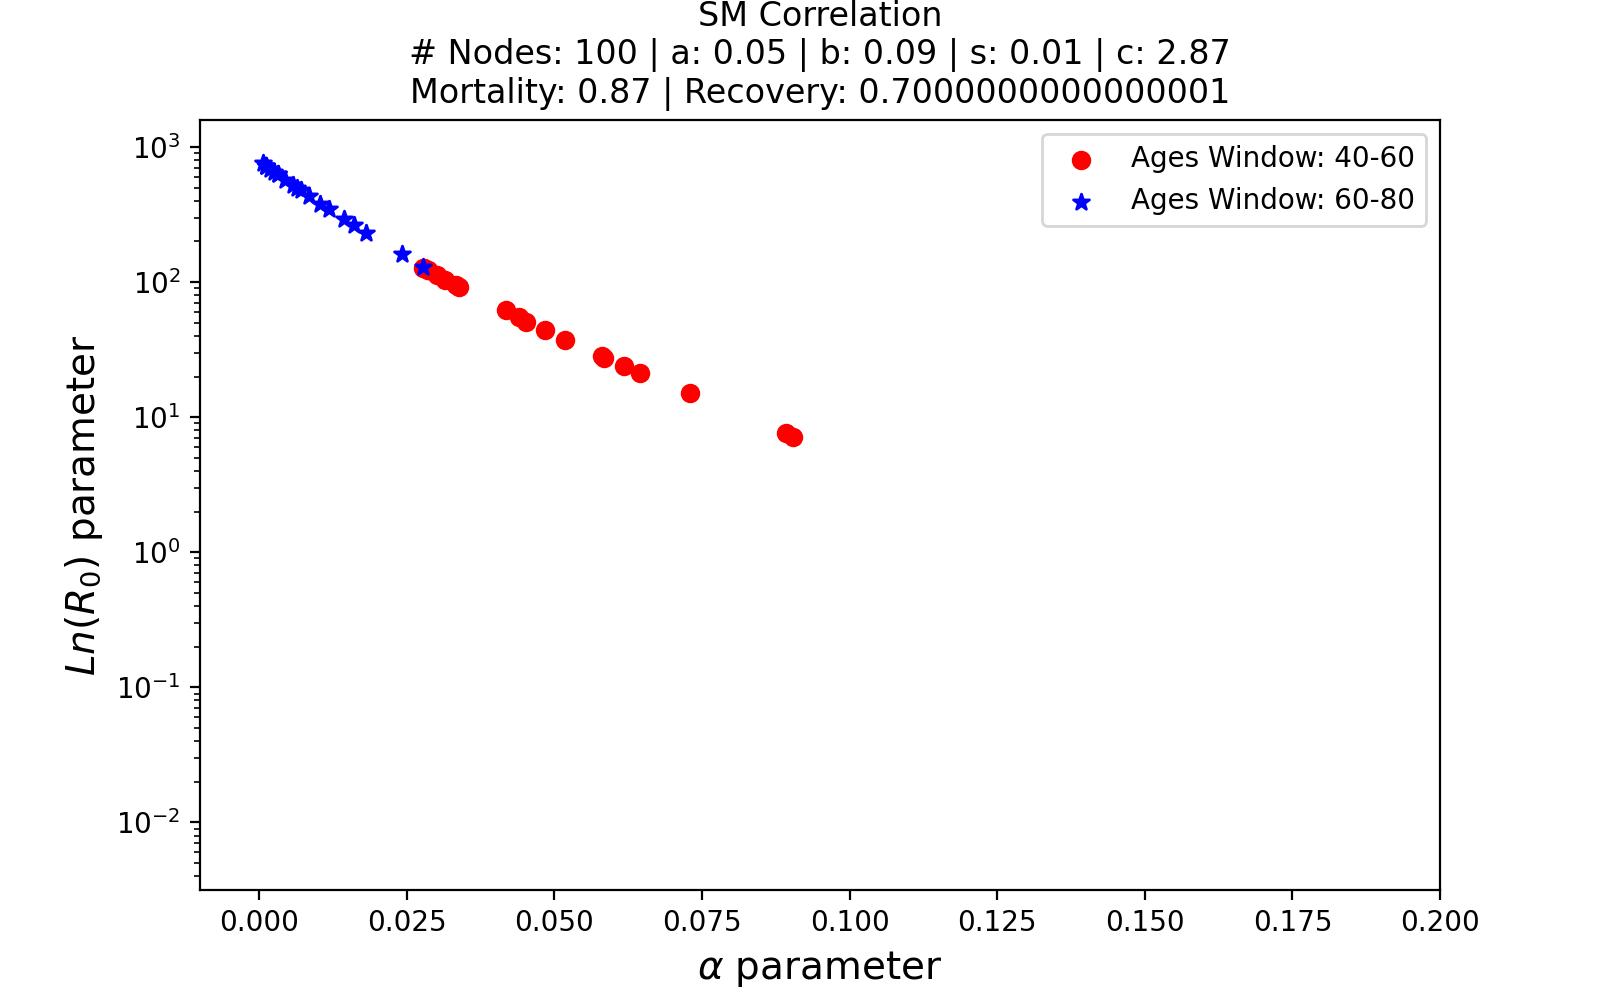 SM Correlation
# Nodes: 100 | a: 0.05 | b: 0.09 | s: 0.01 | c: 2.87
Mortality: 0.87 | Recovery: 0.7000000000000001
Ages Window: 40-60
Ages Window: 60-80
Ln(R₀) parameter
10³
10²
10¹
10⁰
10⁻¹
10⁻²
0.000 0.025 0.050 0.075 0.100 0.125 0.150 0.175 0.200
α parameter